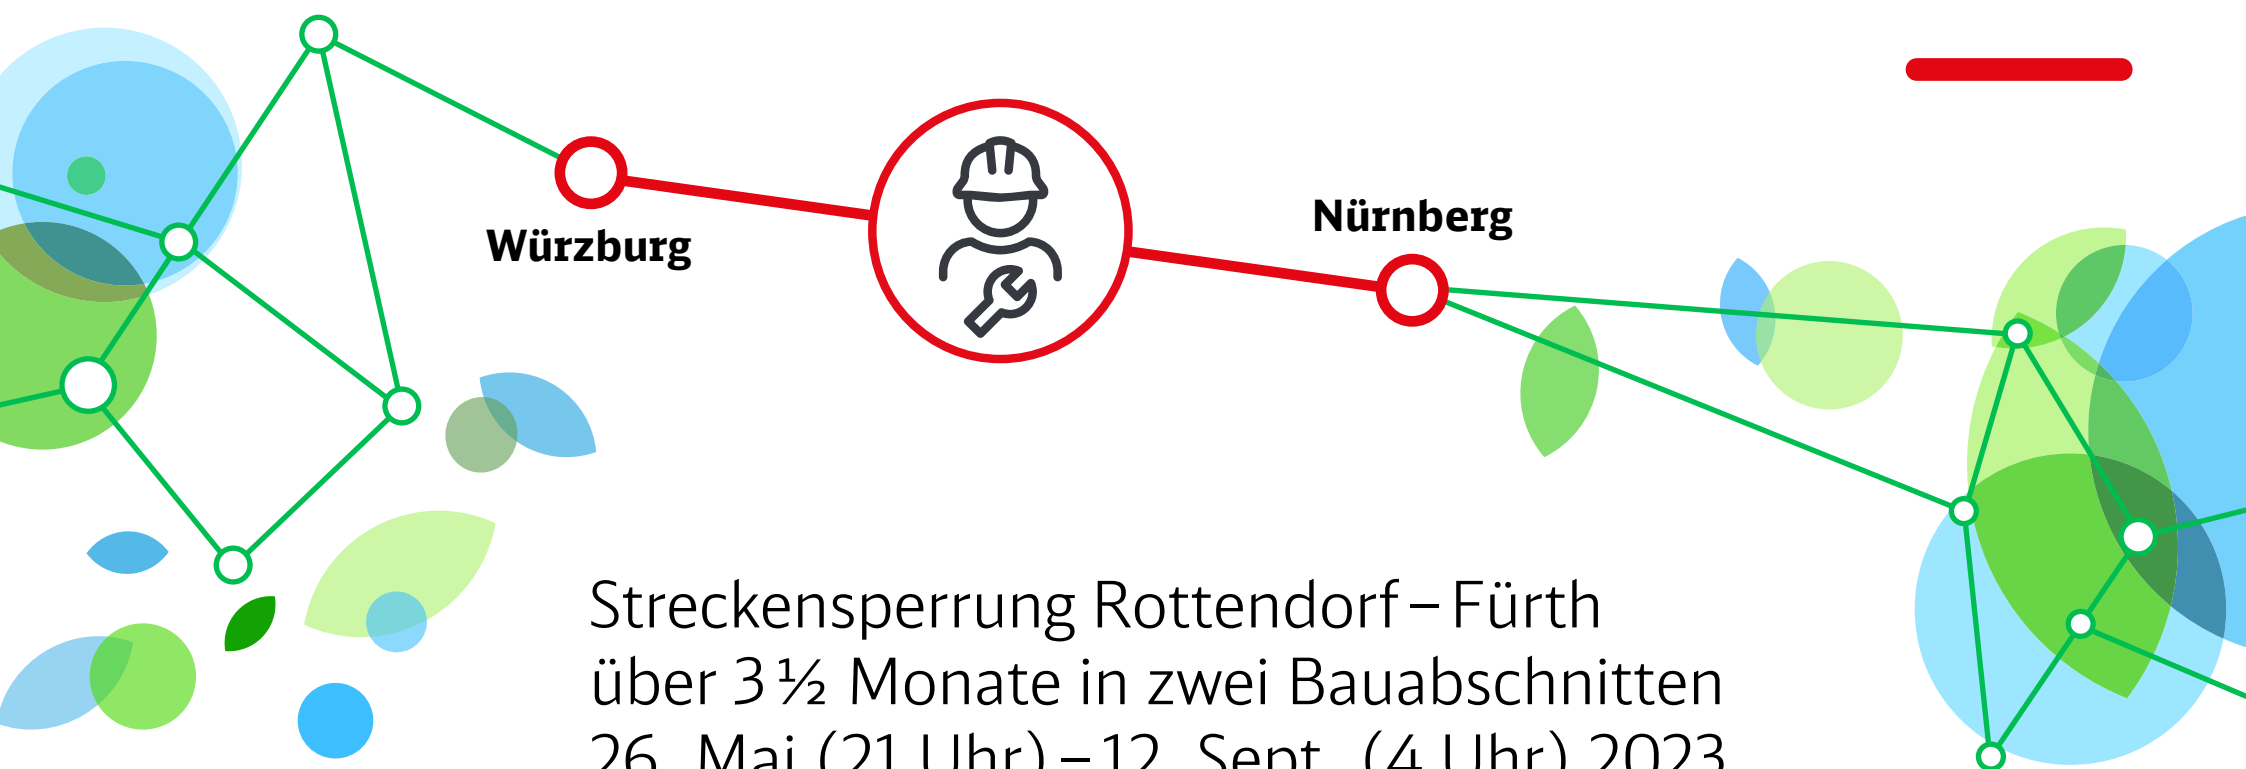 Würzburg
Nürnberg
Streckensperrung Rottendorf – Fürth
über 3 ½ Monate in zwei Bauabschnitten
26. Mai (21 Uhr) – 12. Sept. (4 Uhr) 2023